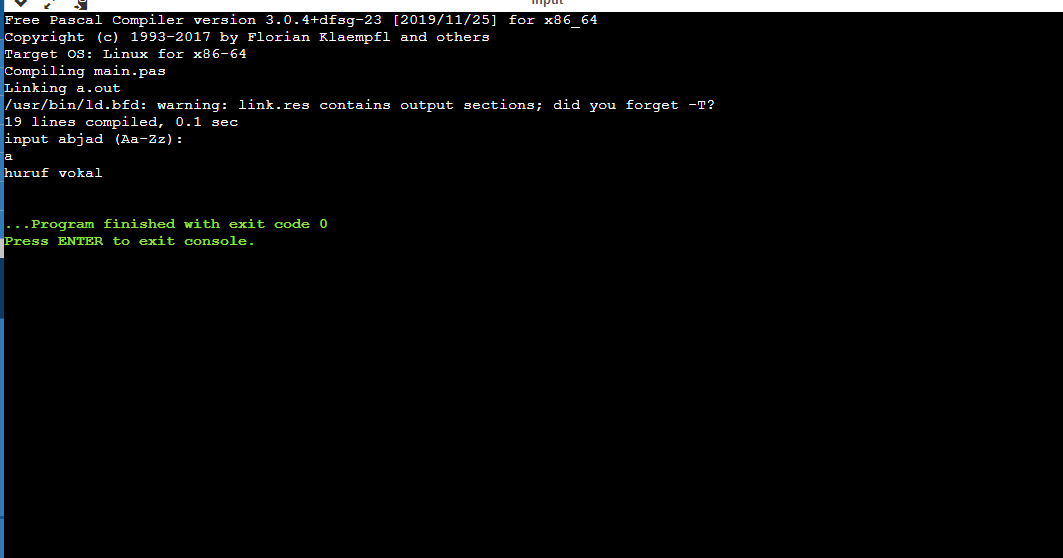 input
Free Pascal Compiler version 3.0.4+dfsg-23 [2019/11/25] for x86_64
Copyright (c) 1993-2017 by Florian Klaempfl and others
Target OS: Linux for x86-64
Compiling main.pas
Linking a.out
/usr/bin/ld.bfd: warning: link.res contains output sections; did you forget -T?
19 lines compiled, 0.1 sec
input abjad (Aa-Zz):
a
huruf vokal
...Program finished with exit code 0
Press ENTER to exit console.